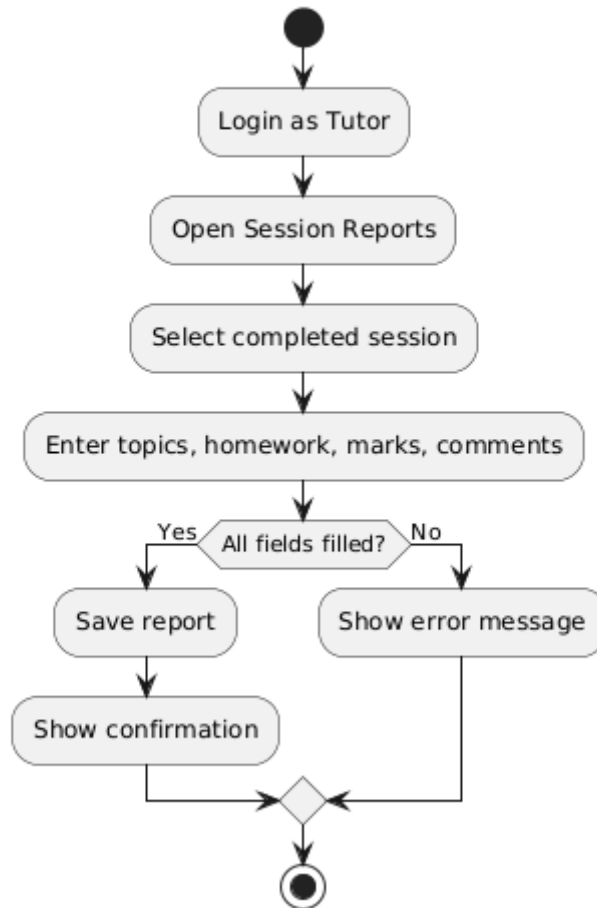 Login as Tutor
Open Session Reports
Select completed session
Enter topics, homework, marks, comments
Yes
All fields filled?
No
Save report
Show error message
Show confirmation